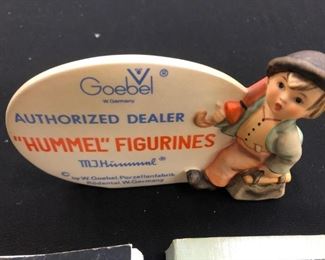 Goebel ®
W. Germany
AUTHORIZED DEALER
"HUMMEL" FIGURINES
M.J. Hummel ®
© by W. Goebel, Porzellanfabrik
Rödental W. Germany